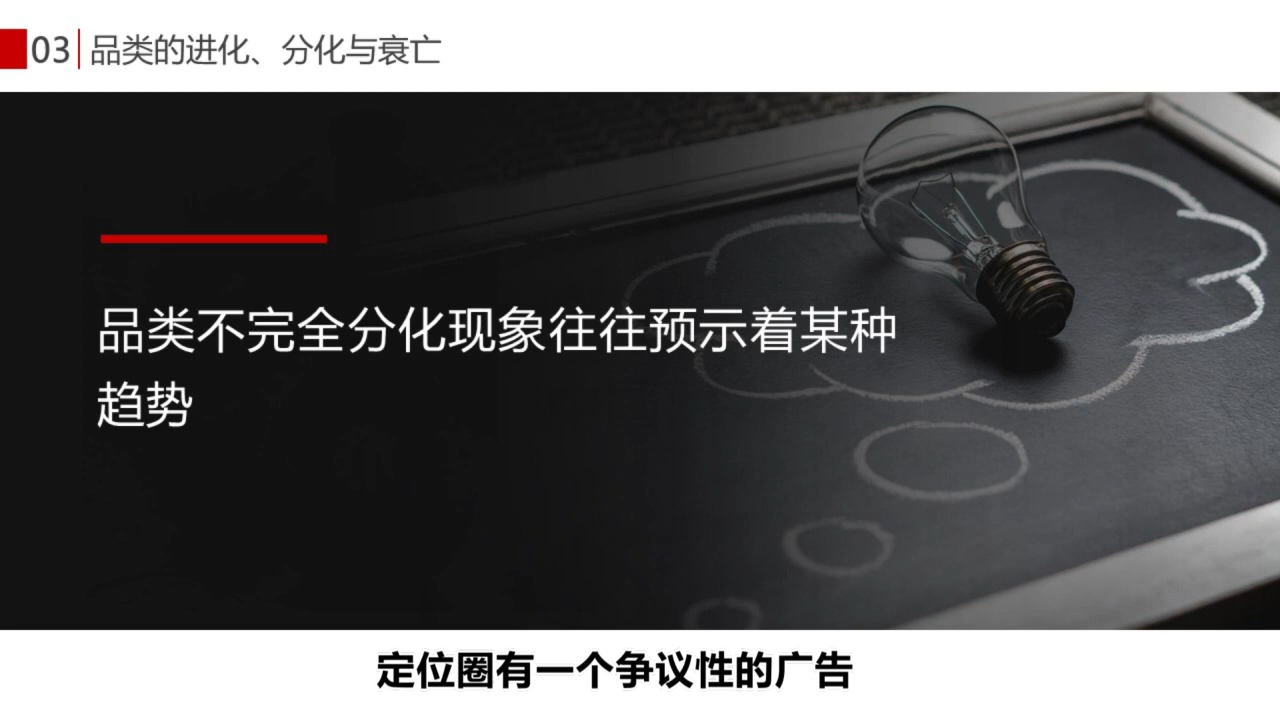 03 品类的进化、分化与衰亡
品类不完全分化现象往往预示着某种
趋势
定位圈有一个争议性的广告